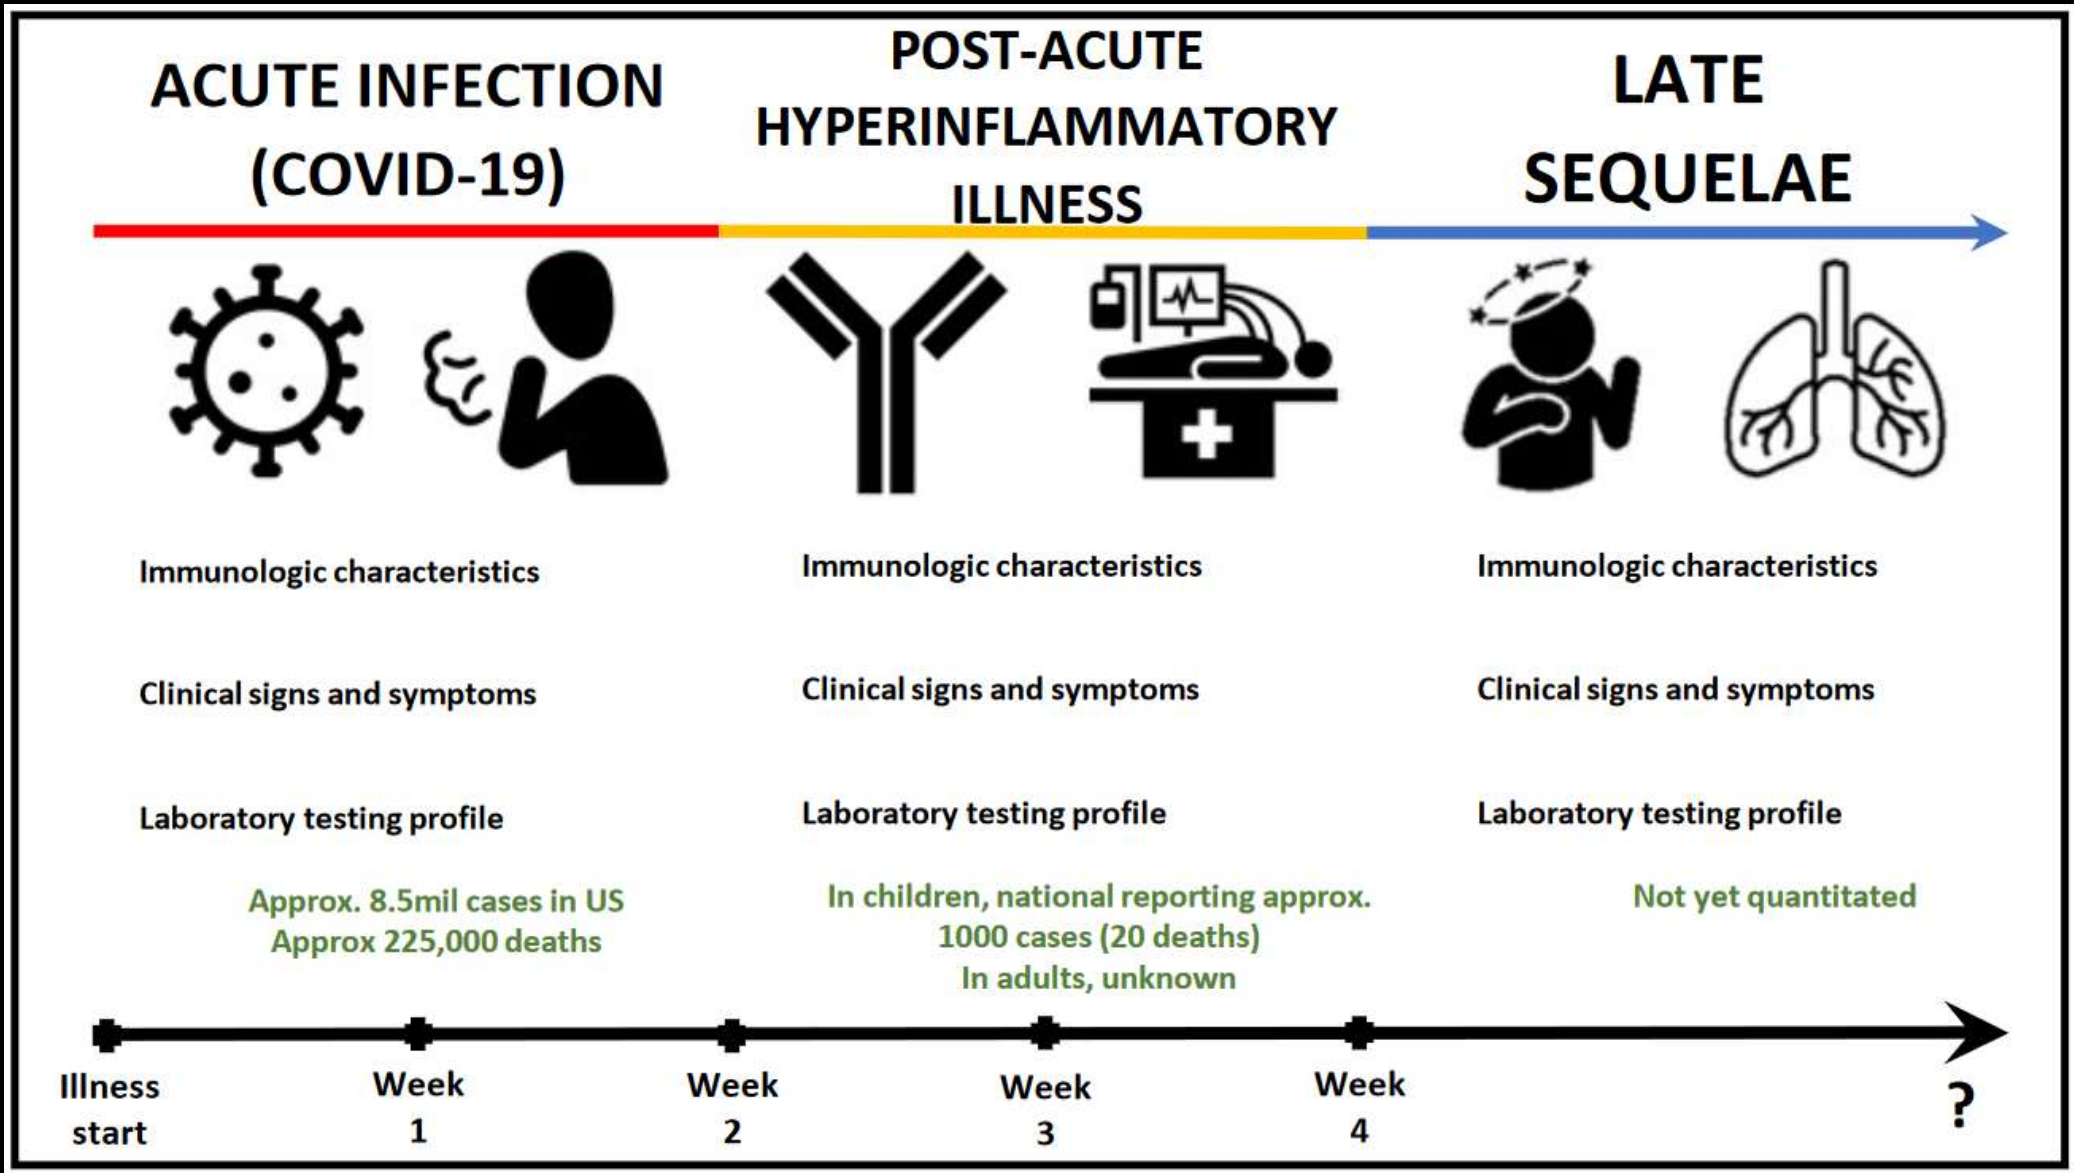 ACUTE INFECTION
(COVID-19)
POST-ACUTE
HYPERINFLAMMATORY
ILLNESS
LATE
SEQUELAE
Immunologic characteristics
Clinical signs and symptoms
Laboratory testing profile
Approx. 8.5mil cases in US
Approx 225,000 deaths
Immunologic characteristics
Clinical signs and symptoms
Laboratory testing profile
In children, national reporting approx.
1000 cases (20 deaths)
In adults, unknown
Immunologic characteristics
Clinical signs and symptoms
Laboratory testing profile
Not yet quantitated
Illness
start
Week
1
Week
2
Week
3
Week
4
?